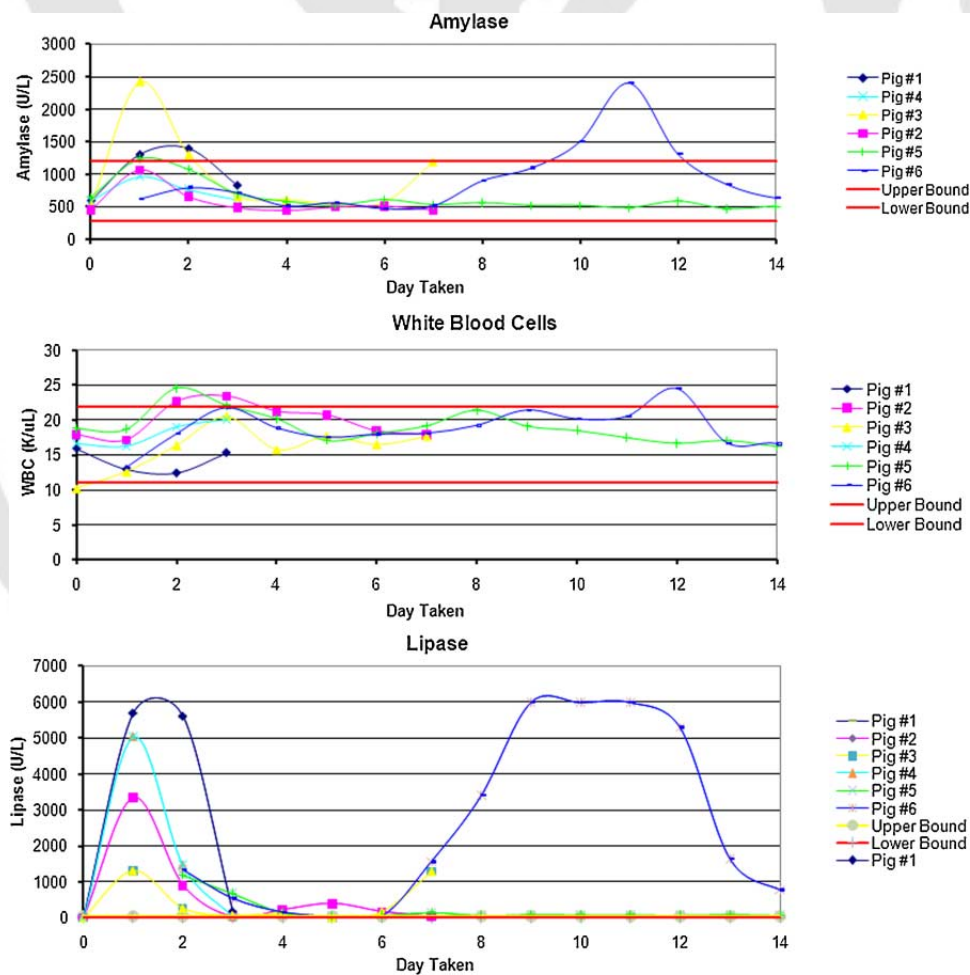 Amylase
3000
2500
2000
1500
1000
500
0
Amylase (U/L)
0 2 4 6 8 10 12 14
Day Taken
Pig #1
Pig #4
Pig #3
Pig #2
Pig #5
Pig #6
Upper Bound
Lower Bound
White Blood Cells
30
25
20
15
10
5
0
WBC (K/uL)
0 2 4 6 8 10 12 14
Day Taken
Pig #1
Pig #2
Pig #3
Pig #4
Pig #5
Pig #6
Upper Bound
Lower Bound
Lipase
7000
6000
5000
4000
3000
2000
1000
0
Lipase (U/L)
0 2 4 6 8 10 12 14
Day Taken
Pig #1
Pig #2
Pig #3
Pig #4
Pig #5
Pig #6
Upper Bound
Lower Bound
Pig #1